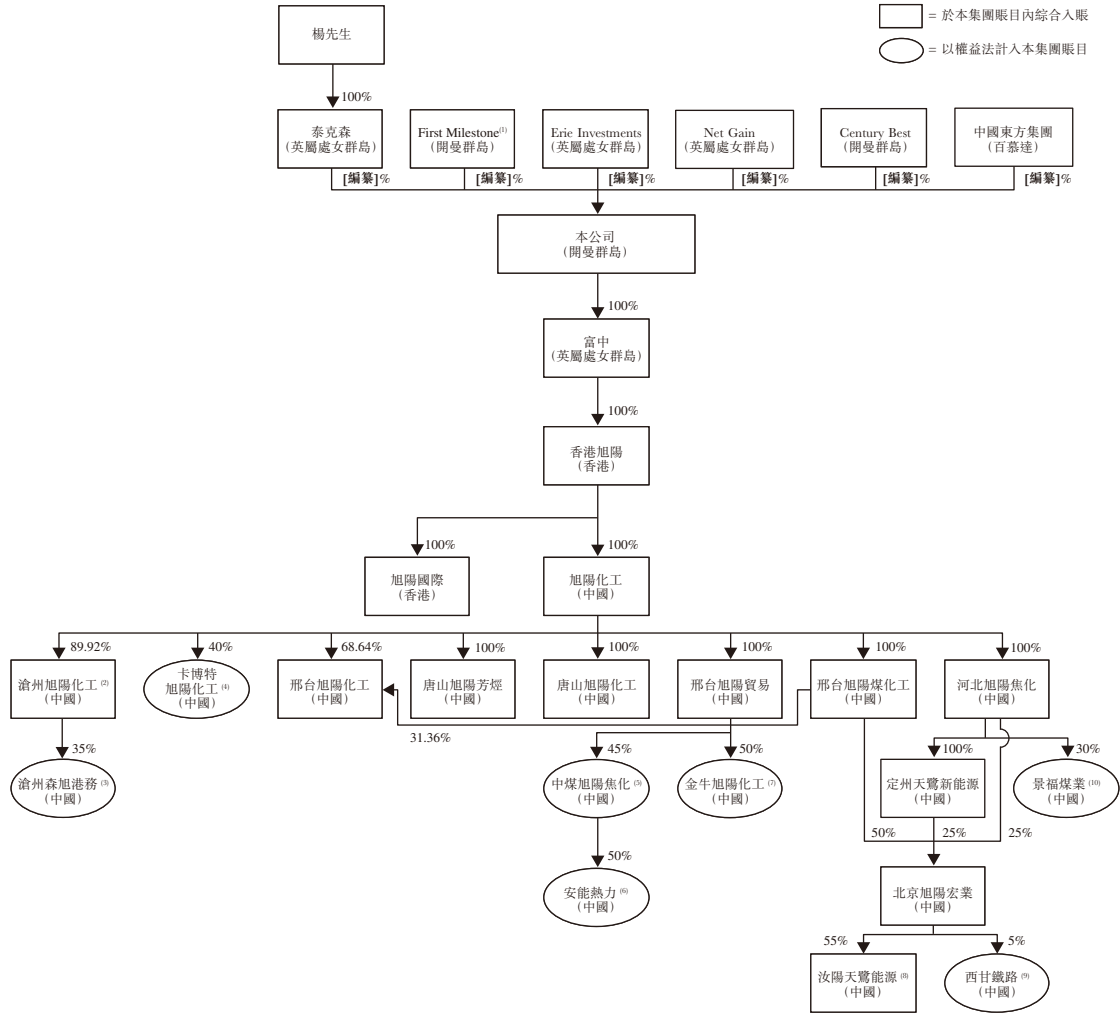 = 於本集團賬目內綜合入賬
= 以權益法計入本集團賬目
楊先生
100%
泰克森
(英屬處女群島)
First Milestone(1)
(開曼群島)
Erie Investments
(英屬處女群島)
Net Gain
(英屬處女群島)
Century Best
(開曼群島)
中國東方集團
(百慕達)
[編纂]%
[編纂]%
[編纂]%
[編纂]%
[編纂]%
[編纂]%
本公司
(開曼群島)
100%
富中
(英屬處女群島)
100%
香港旭陽
(香港)
100%
100%
旭陽國際
(香港)
旭陽化工
(中國)
89.92%
40%
68.64%
100%
100%
100%
100%
100%
滄州旭陽化工(2)
(中國)
卡博特
旭陽化工(4)
(中國)
邢台旭陽化工
(中國)
唐山旭陽芳烴
(中國)
唐山旭陽化工
(中國)
邢台旭陽貿易
(中國)
邢台旭陽煤化工
(中國)
河北旭陽焦化
(中國)
31.36%
35%
45%
50%
100%
30%
滄州森旭港務(3)
(中國)
中煤旭陽焦化(5)
(中國)
金牛旭陽化工(7)
(中國)
定州天鷺新能源
(中國)
景福煤業(10)
(中國)
50%
25%
25%
50%
安能熱力(6)
(中國)
北京旭陽宏業
(中國)
55%
5%
汝陽天鷺能源(8)
(中國)
西甘鐵路(9)
(中國)